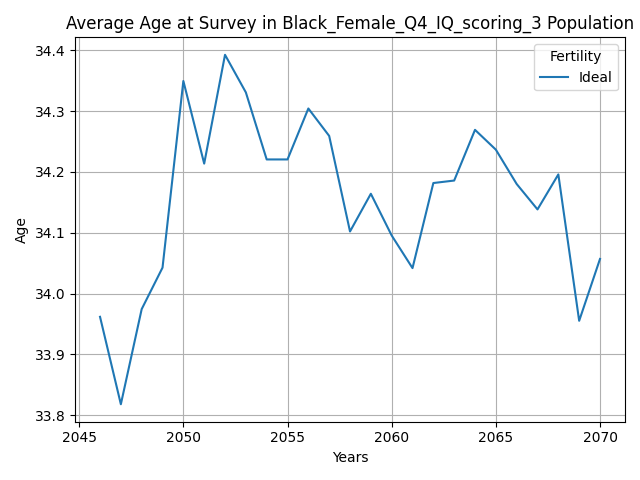 Average Age at Survey in Black_Female_Q4_IQ_scoring_3 Population
Fertility
Ideal
34.4
34.3
34.2
34.1
34.0
33.9
33.8
Age
2045
2050
2055
2060
2065
2070
Years